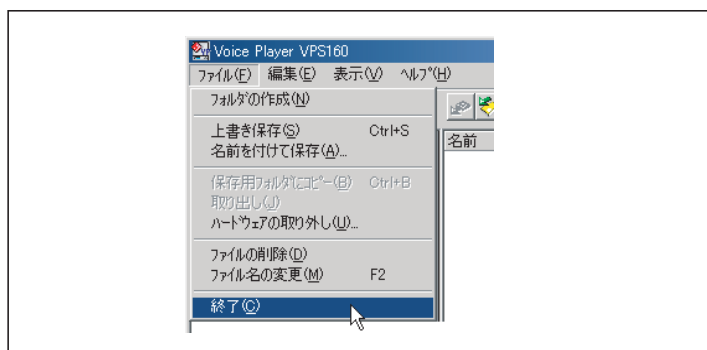 Voice Player VPS160
ファイル(F) 編集(E) 表示(V) ヘルプ(H)
フォルダの作成(N)
上書き保存(S) Ctrl+S
名前を付けて保存(A)...
名前
保存用フォルダにコピー(B) Ctrl+B
取り出し(J)
ハードウェアの取り外し(U)...
ファイルの削除(D)
ファイル名の変更(M) F2
終了(C)